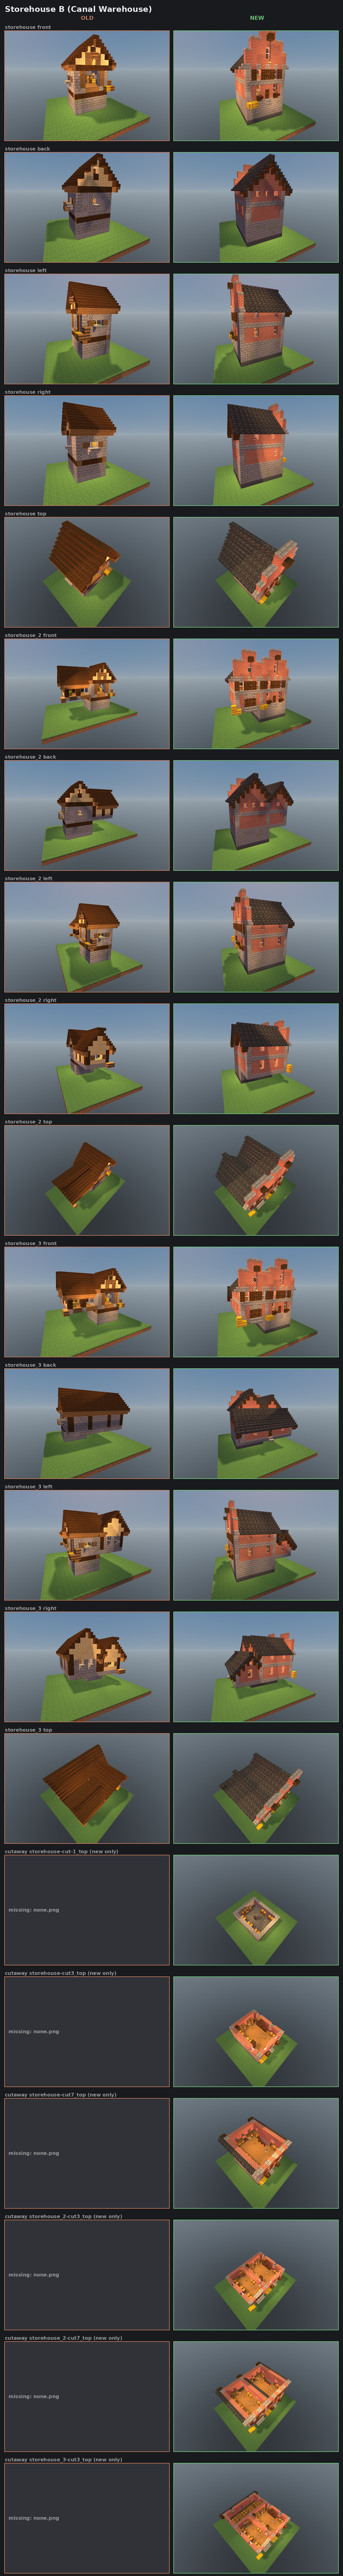 Storehouse B (Canal Warehouse)
OLD
NEW
storehouse front
storehouse back
storehouse left
storehouse right
storehouse top
storehouse_2 front
storehouse_2 back
storehouse_2 left
storehouse_2 right
storehouse_2 top
storehouse_3 front
storehouse_3 back
storehouse_3 left
storehouse_3 right
storehouse_3 top
cutaway storehouse-cut-1_top (new only)
missing: none.png
cutaway storehouse-cut3_top (new only)
missing: none.png
cutaway storehouse-cut7_top (new only)
missing: none.png
cutaway storehouse_2-cut3_top (new only)
missing: none.png
cutaway storehouse_2-cut7_top (new only)
missing: none.png
cutaway storehouse_3-cut3_top (new only)
missing: none.png